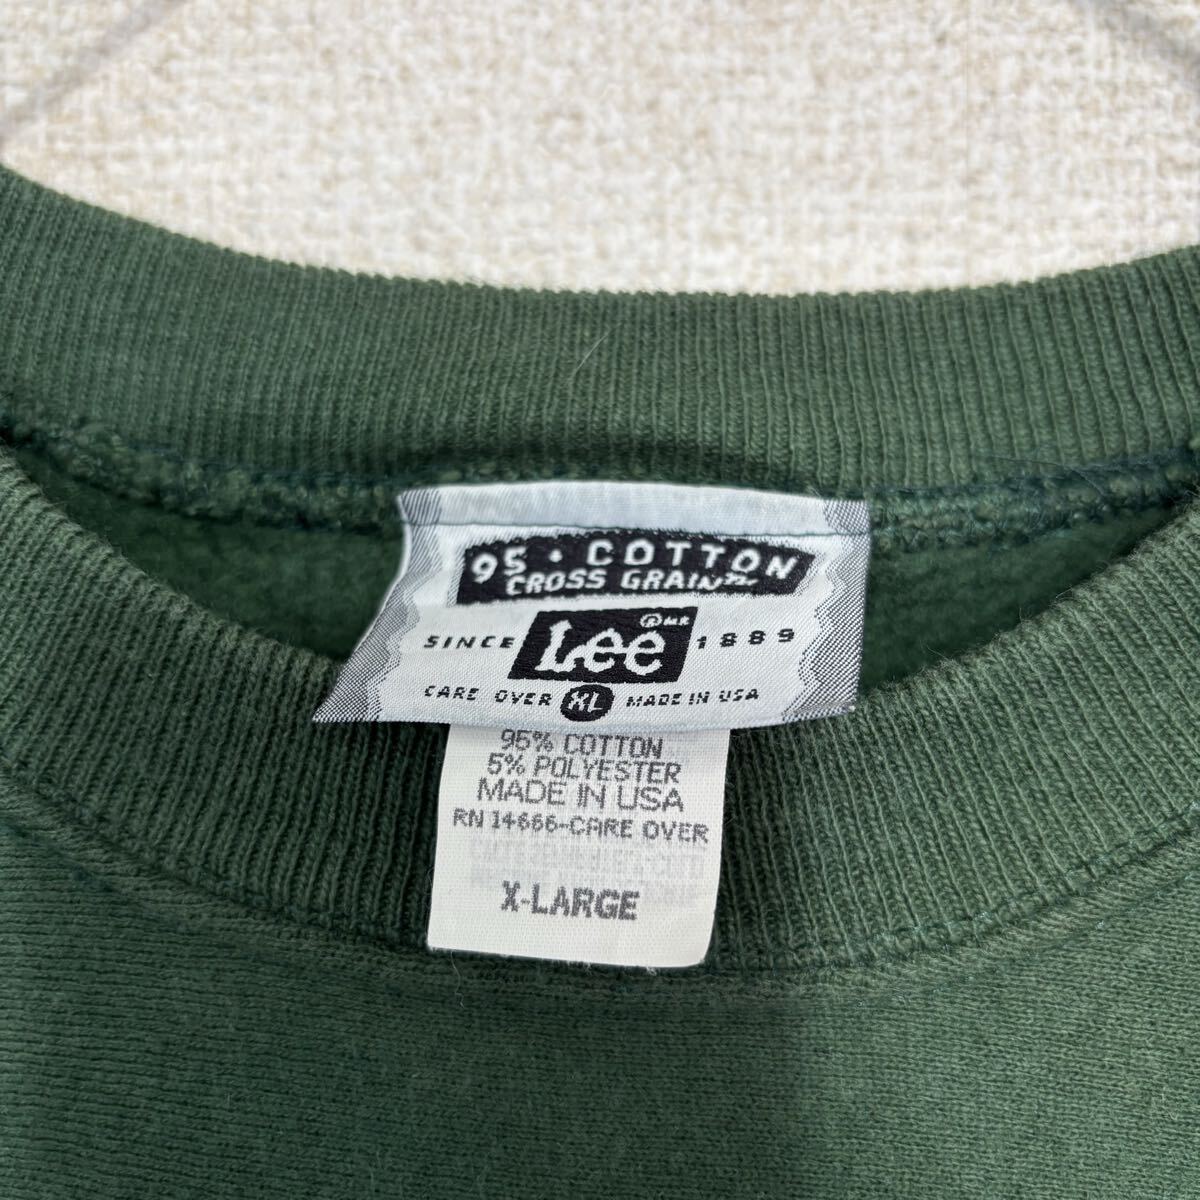 95 • COTTON
CROSS GRAIN
SINCE Lee ® M.R. 1889
CARE OVER XL MADE IN USA
95% COTTON
5% POLYESTER
MADE IN USA
RN 14666-CARE OVER
X-LARGE